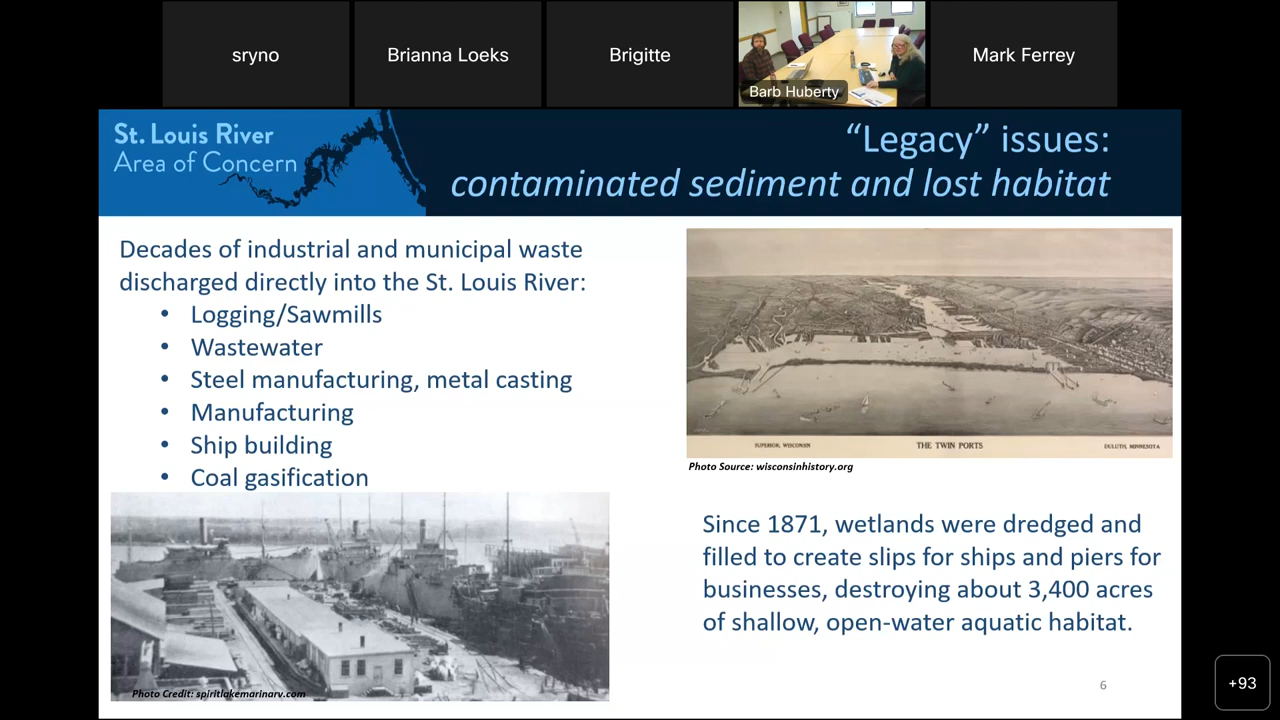 sryno
Brianna Loeks
Brigitte
Barb Huberty
Mark Ferrey
St. Louis River
Area of Concern
“Legacy” issues:
contaminated sediment and lost habitat
Decades of industrial and municipal waste
discharged directly into the St. Louis River:
• Logging/Sawmills
• Wastewater
• Steel manufacturing, metal casting
• Manufacturing
• Ship building
• Coal gasification
Photo Credit: spiritlakemarinarv.com
SUPERIOR, WISCONSIN
THE TWIN PORTS
DULUTH, MINNESOTA
Photo Source: wisconsinhistory.org
Since 1871, wetlands were dredged and
filled to create slips for ships and piers for
businesses, destroying about 3,400 acres
of shallow, open-water aquatic habitat.
6
+93